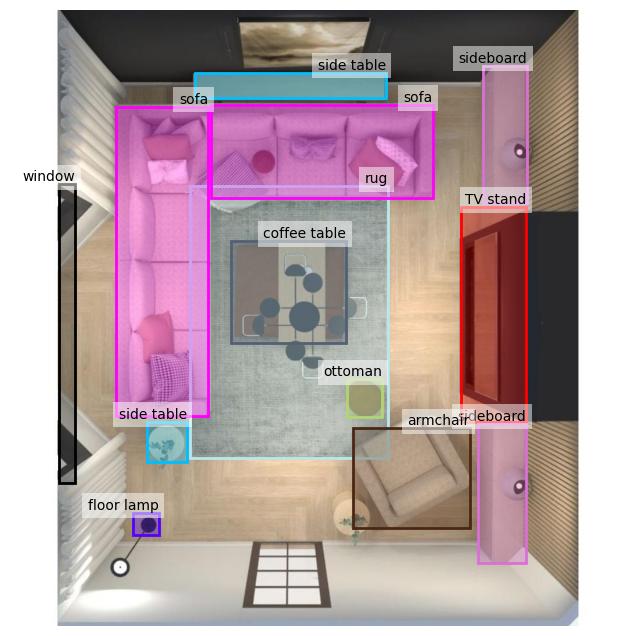 side table
sideboard
sofa
sofa
window
rug
TV stand
coffee table
ottoman
side table
armchair
sideboard
floor lamp